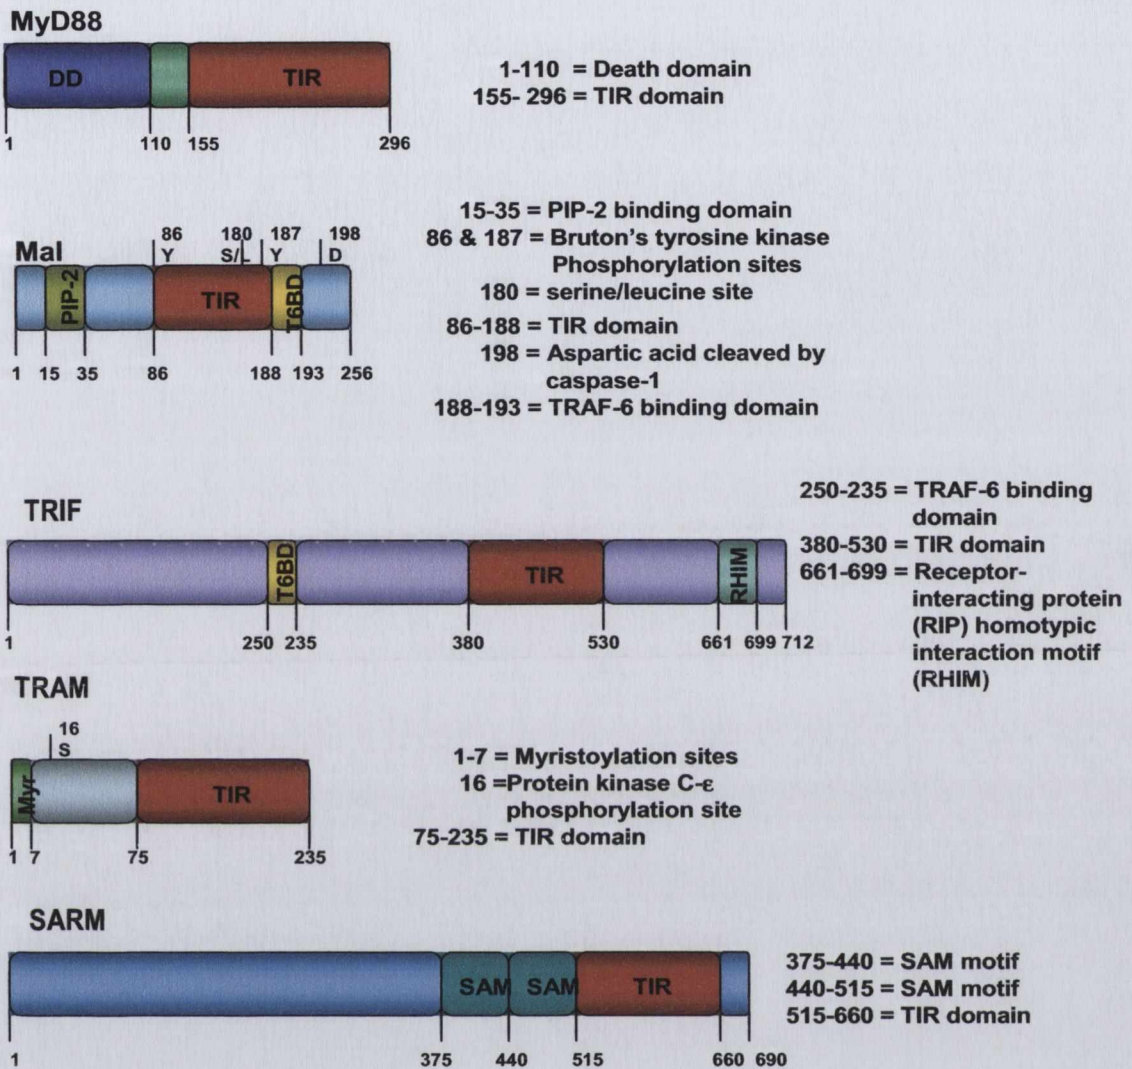 MyD88
DD TIR
1 110 155 296
1-110 = Death domain
155- 296 = TIR domain
Mal
86 180 187 198
Y S/L Y D
PIP-2 TIR T6BD
1 15 35 86 188 193 256
15-35 = PIP-2 binding domain
86 & 187 = Bruton's tyrosine kinase
Phosphorylation sites
180 = serine/leucine site
86-188 = TIR domain
198 = Aspartic acid cleaved by
caspase-1
188-193 = TRAF-6 binding domain
TRIF
T6BD TIR RHIM
1 250 235 380 530 661 699 712
250-235 = TRAF-6 binding
domain
380-530 = TIR domain
661-699 = Receptor-
interacting protein
(RIP) homotypic
interaction motif
(RHIM)
TRAM
16
S
Myr TIR
1 7 75 235
1-7 = Myristoylation sites
16 =Protein kinase C-ε
phosphorylation site
75-235 = TIR domain
SARM
SAM SAM TIR
1 375 440 515 660 690
375-440 = SAM motif
440-515 = SAM motif
515-660 = TIR domain